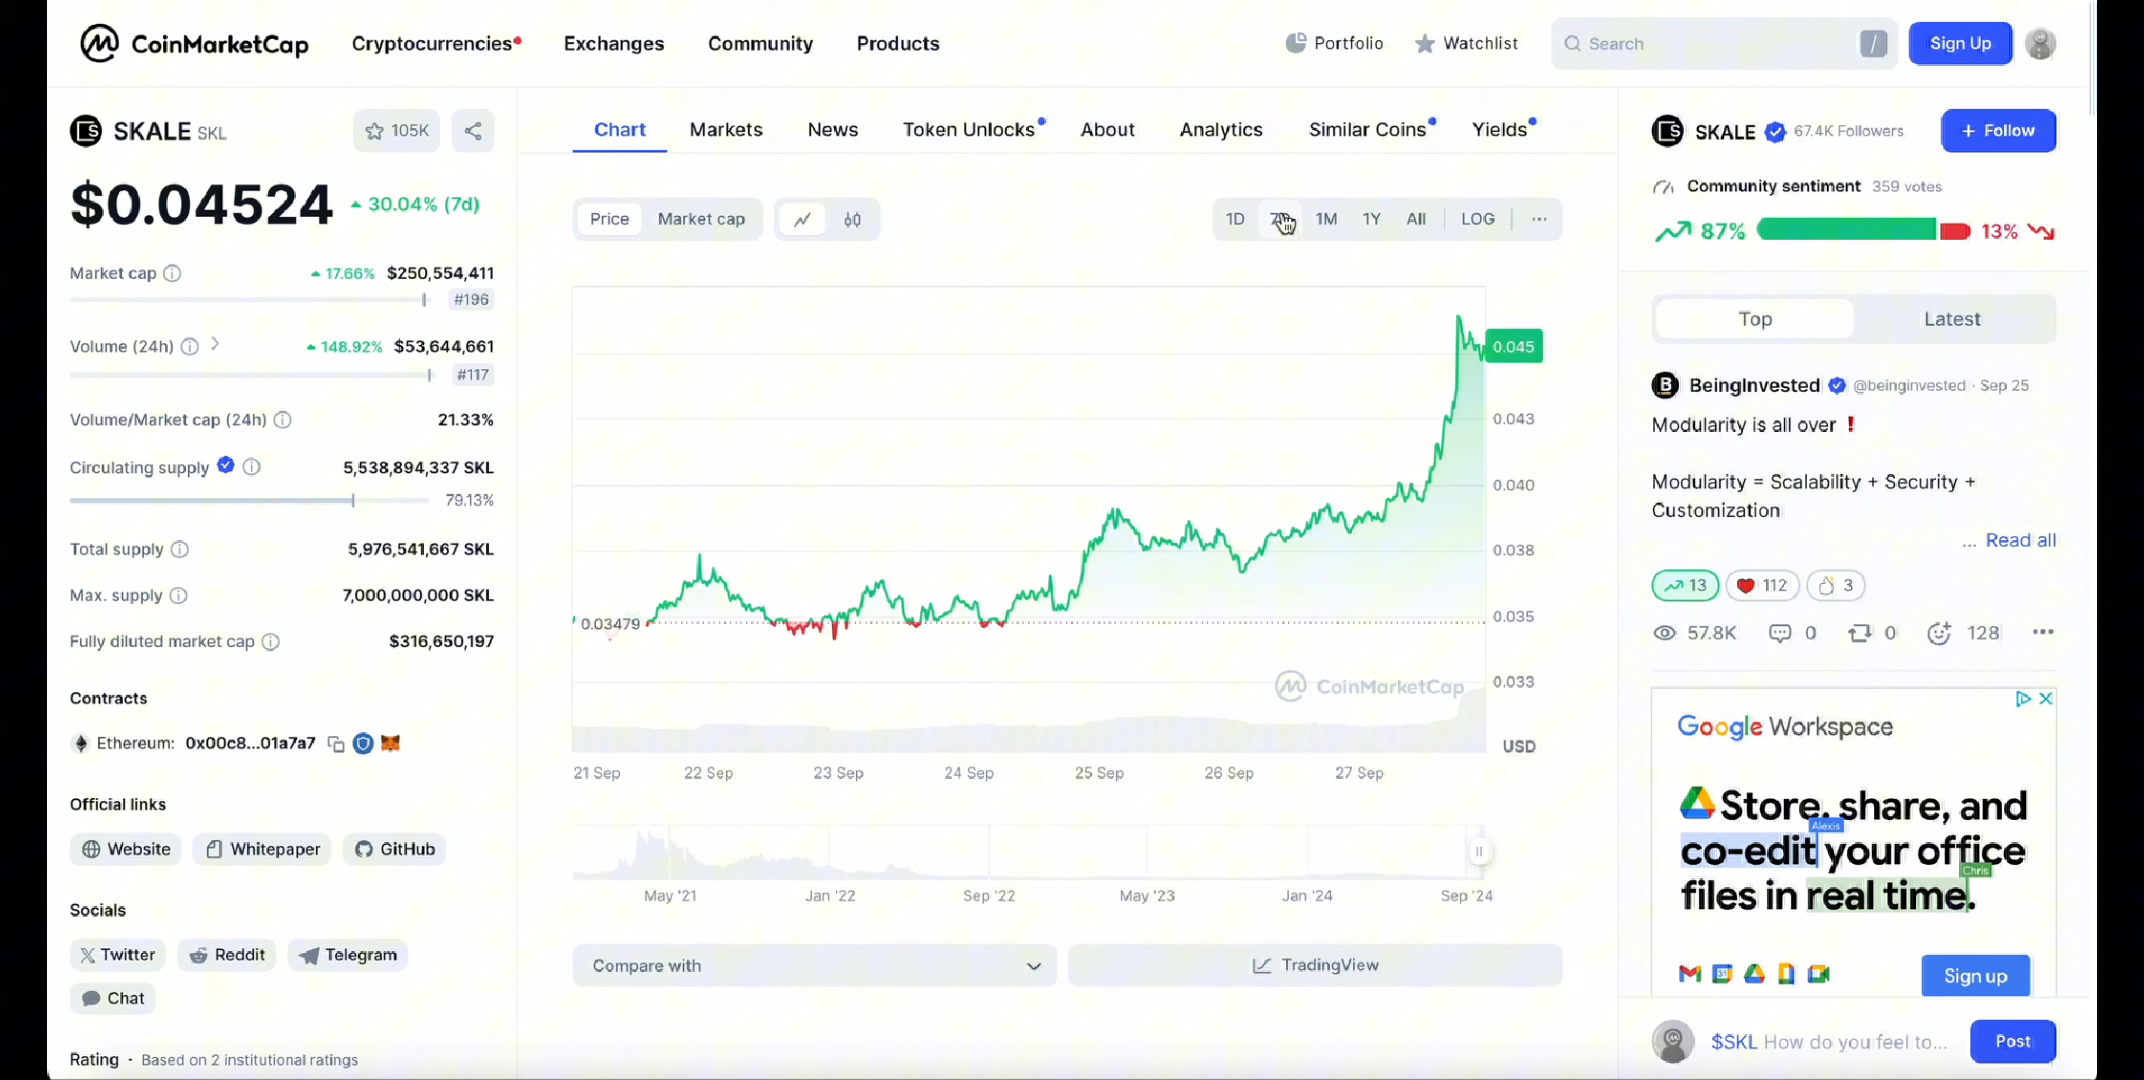 CoinMarketCap Cryptocurrencies Exchanges Community Products Portfolio Watchlist Search / Sign Up
SKALE SKL 105K
$0.04524 30.04% (7d)
Market cap 17.66% $250,554,411
#196
Volume (24h) 148.92% $53,644,661
#117
Volume/Market cap (24h) 21.33%
Circulating supply 5,538,894,337 SKL
79.13%
Total supply 5,976,541,667 SKL
Max. supply 7,000,000,000 SKL
Fully diluted market cap $316,650,197
Contracts
Ethereum: 0x00c8...01a7a7
Official links
Website Whitepaper GitHub
Socials
Twitter Reddit Telegram
Chat
Rating · Based on 2 institutional ratings
Chart Markets News Token Unlocks About Analytics Similar Coins Yields
Price Market cap 1D 1M 1Y All LOG ...
0.045
0.043
0.040
0.038
0.03479 0.035
0.033
CoinMarketCap
USD
21 Sep 22 Sep 23 Sep 24 Sep 25 Sep 26 Sep 27 Sep
May '21 Jan '22 Sep '22 May '23 Jan '24 Sep '24
Compare with TradingView
SKALE 67.4K Followers + Follow
Community sentiment 359 votes
87% 13%
Top Latest
BeingInvested @beinginvested · Sep 25
Modularity is all over ❗
Modularity = Scalability + Security +
Customization
... Read all
13 112 3
57.8K 0 0 128 ...
Google Workspace
Store, share, and
Alexis
co-edit your office
Chris
files in real time.
31
Sign up
$SKL How do you feel to... Post